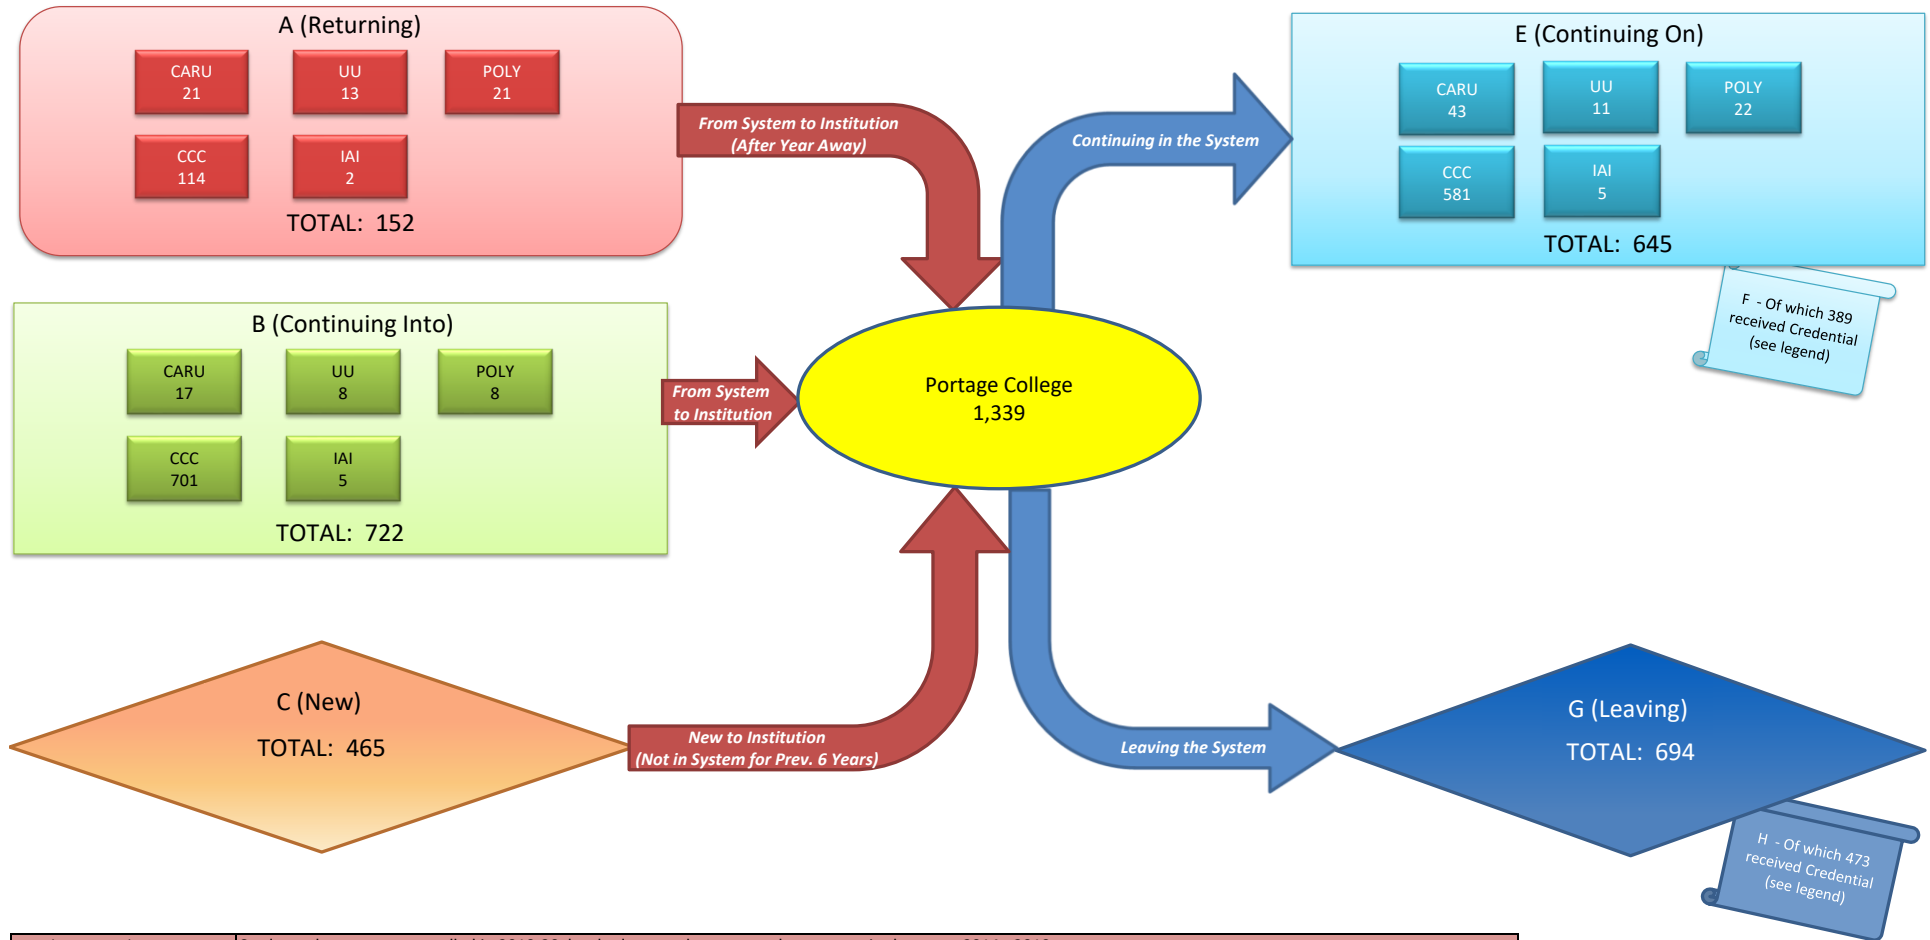 A (Returning)
CARU
21
UU
13
POLY
21
CCC
114
IAI
2
TOTAL: 152
From System to Institution
(After Year Away)
B (Continuing Into)
CARU
17
UU
8
POLY
8
CCC
701
IAI
5
TOTAL: 722
From System
to Institution
C (New)
TOTAL: 465
New to Institution
(Not in System for Prev. 6 Years)
Portage College
1,339
Continuing in the System
E (Continuing On)
CARU
43
UU
11
POLY
22
CCC
581
IAI
5
TOTAL: 645
F - Of which 389
received Credential
(see legend)
Leaving the System
G (Leaving)
TOTAL: 694
H - Of which 473
received Credential
(see legend)